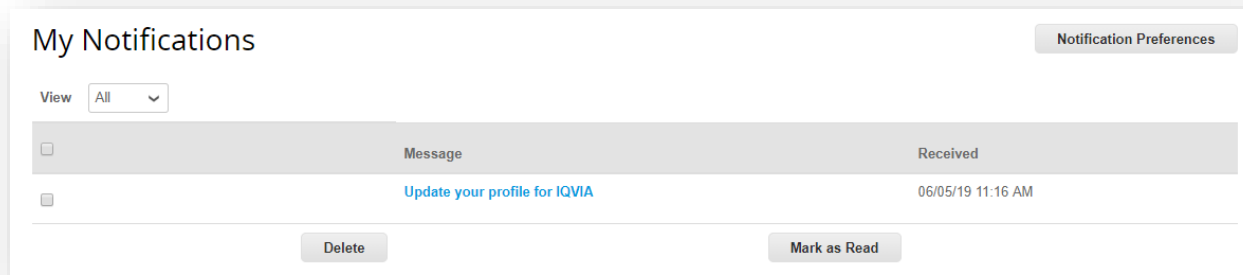 My Notifications
Notification Preferences
View All
Message Received
Update your profile for IQVIA 06/05/19 11:16 AM
Delete Mark as Read